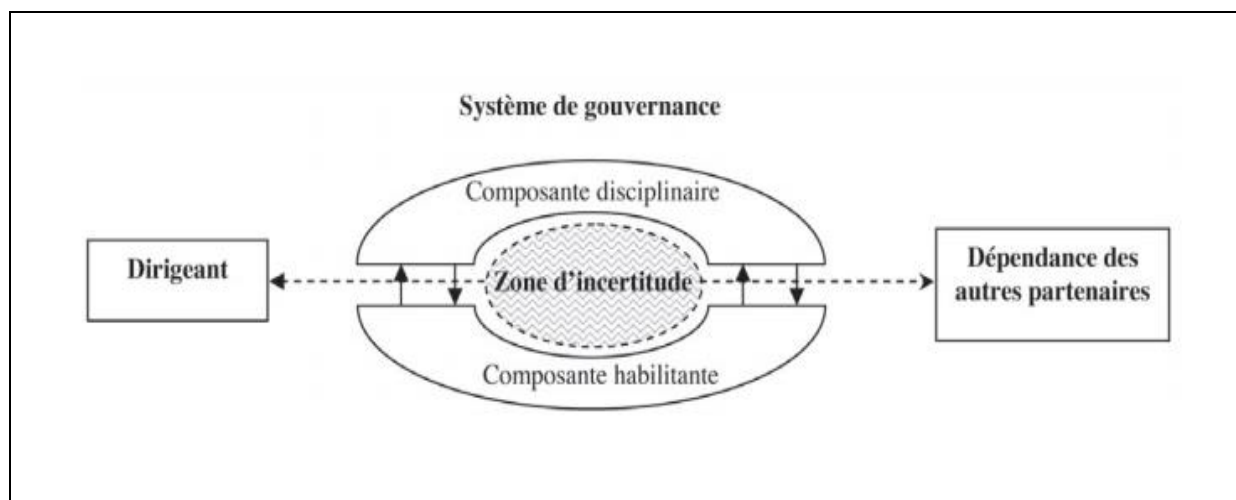 Système de gouvernance
Composante disciplinaire
Dirigeant
Zone d'incertitude
Dépendance des
autres partenaires
Composante habilitante